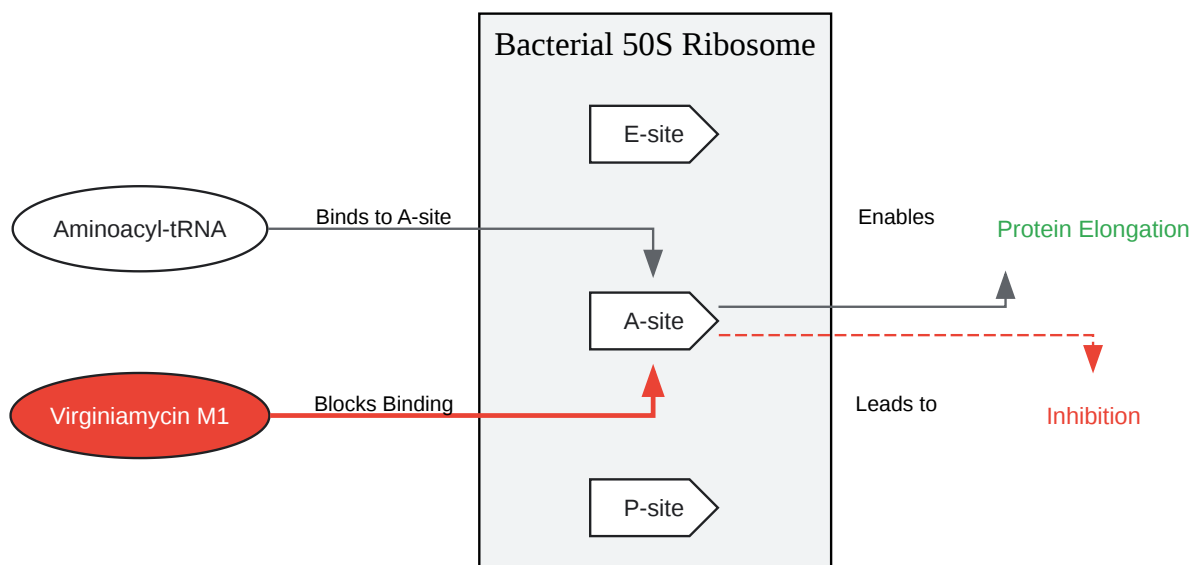 Bacterial 50S Ribosome
E-site
Aminoacyl-tRNA
Binds to A-site
Enables
Protein Elongation
A-site
Virginiamycin M1
Blocks Binding
Leads to
Inhibition
P-site